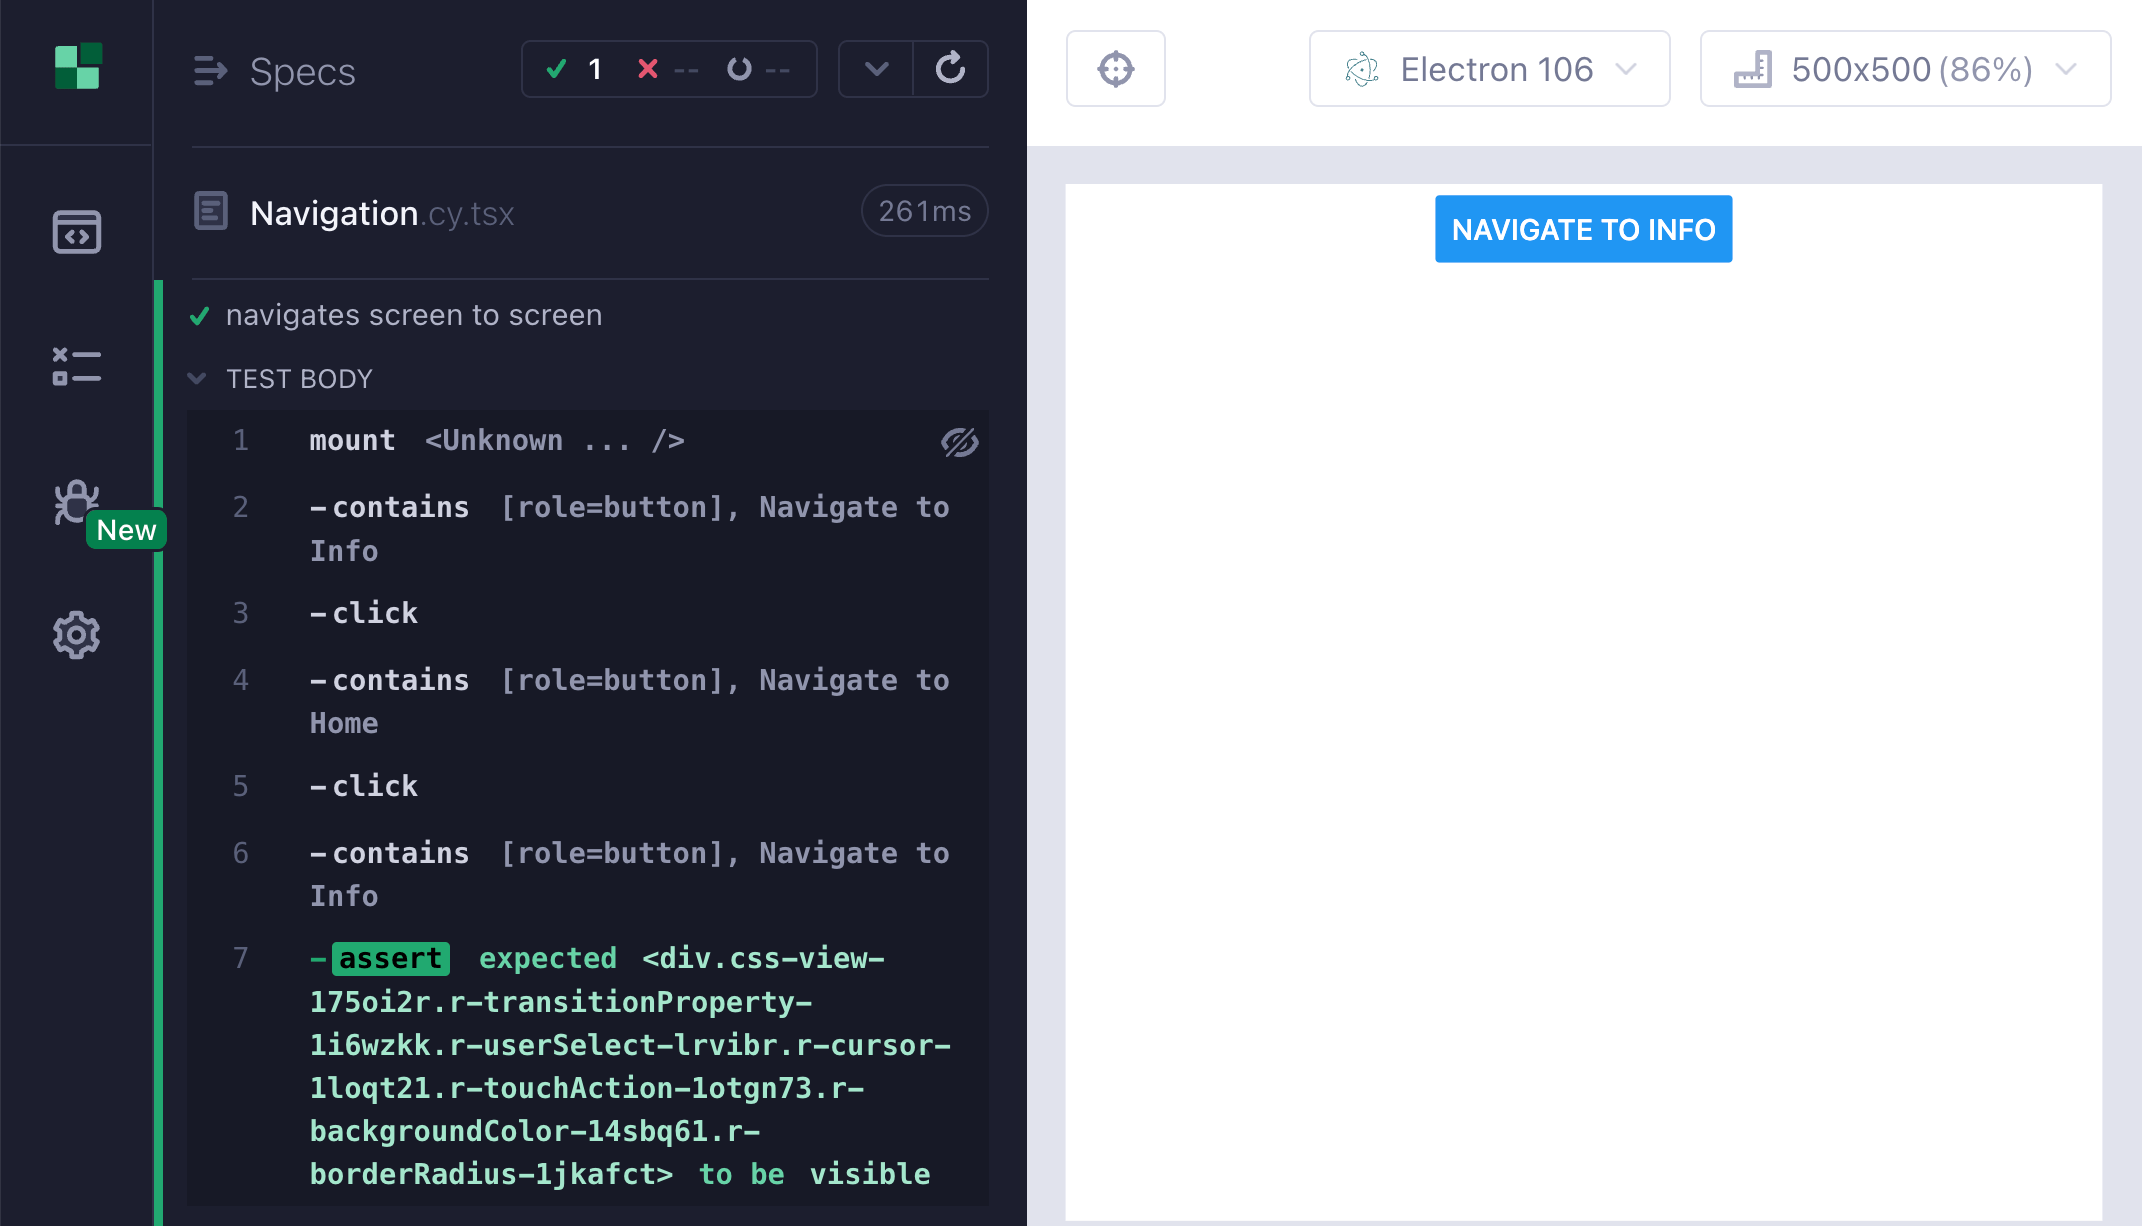 Specs
1 -- --
Electron 106
500x500 (86%)
Navigation.cy.tsx
261ms
NAVIGATE TO INFO
navigates screen to screen
TEST BODY
1 mount <Unknown ... />
2 -contains [role=button], Navigate to
Info
New
3 -click
4 -contains [role=button], Navigate to
Home
5 -click
6 -contains [role=button], Navigate to
Info
7 -assert expected <div.css-view-
175oi2r.r-transitionProperty-
1i6wzkk.r-userSelect-lrvibr.r-cursor-
1loqt21.r-touchAction-1otgn73.r-
backgroundColor-14sbq61.r-
borderRadius-1jkafct> to be visible